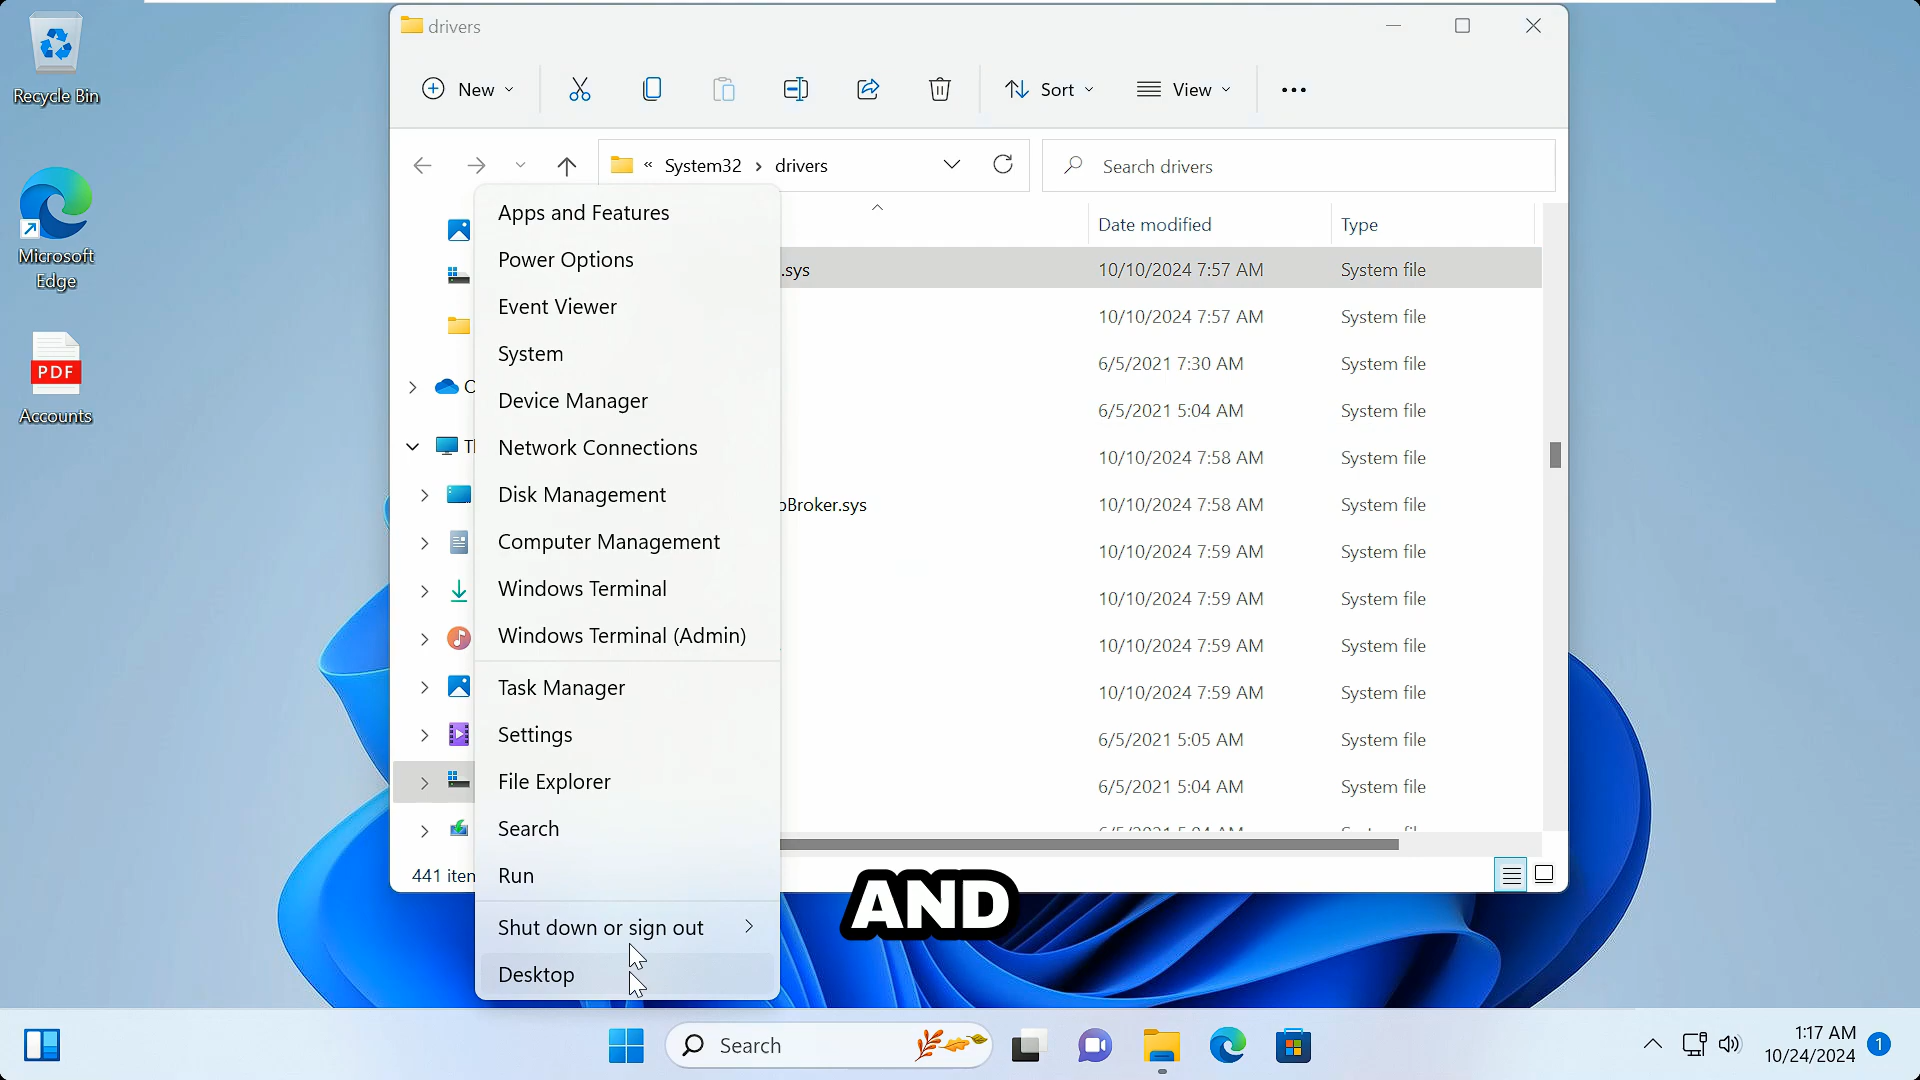 drivers
New
Sort
View
« System32 > drivers
Search drivers
Date modified
Type
Recycle Bin
Microsoft
Edge
PDF
Accounts
Apps and Features
Power Options
Event Viewer
System
Device Manager
Network Connections
Disk Management
Computer Management
Windows Terminal
Windows Terminal (Admin)
Task Manager
Settings
File Explorer
Search
Run
Shut down or sign out
Desktop
.sys 10/10/2024 7:57 AM System file
10/10/2024 7:57 AM System file
6/5/2021 7:30 AM System file
6/5/2021 5:04 AM System file
10/10/2024 7:58 AM System file
Broker.sys 10/10/2024 7:58 AM System file
10/10/2024 7:59 AM System file
10/10/2024 7:59 AM System file
10/10/2024 7:59 AM System file
10/10/2024 7:59 AM System file
6/5/2021 5:05 AM System file
6/5/2021 5:04 AM System file
441 item
AND
Search
1:17 AM
10/24/2024
1